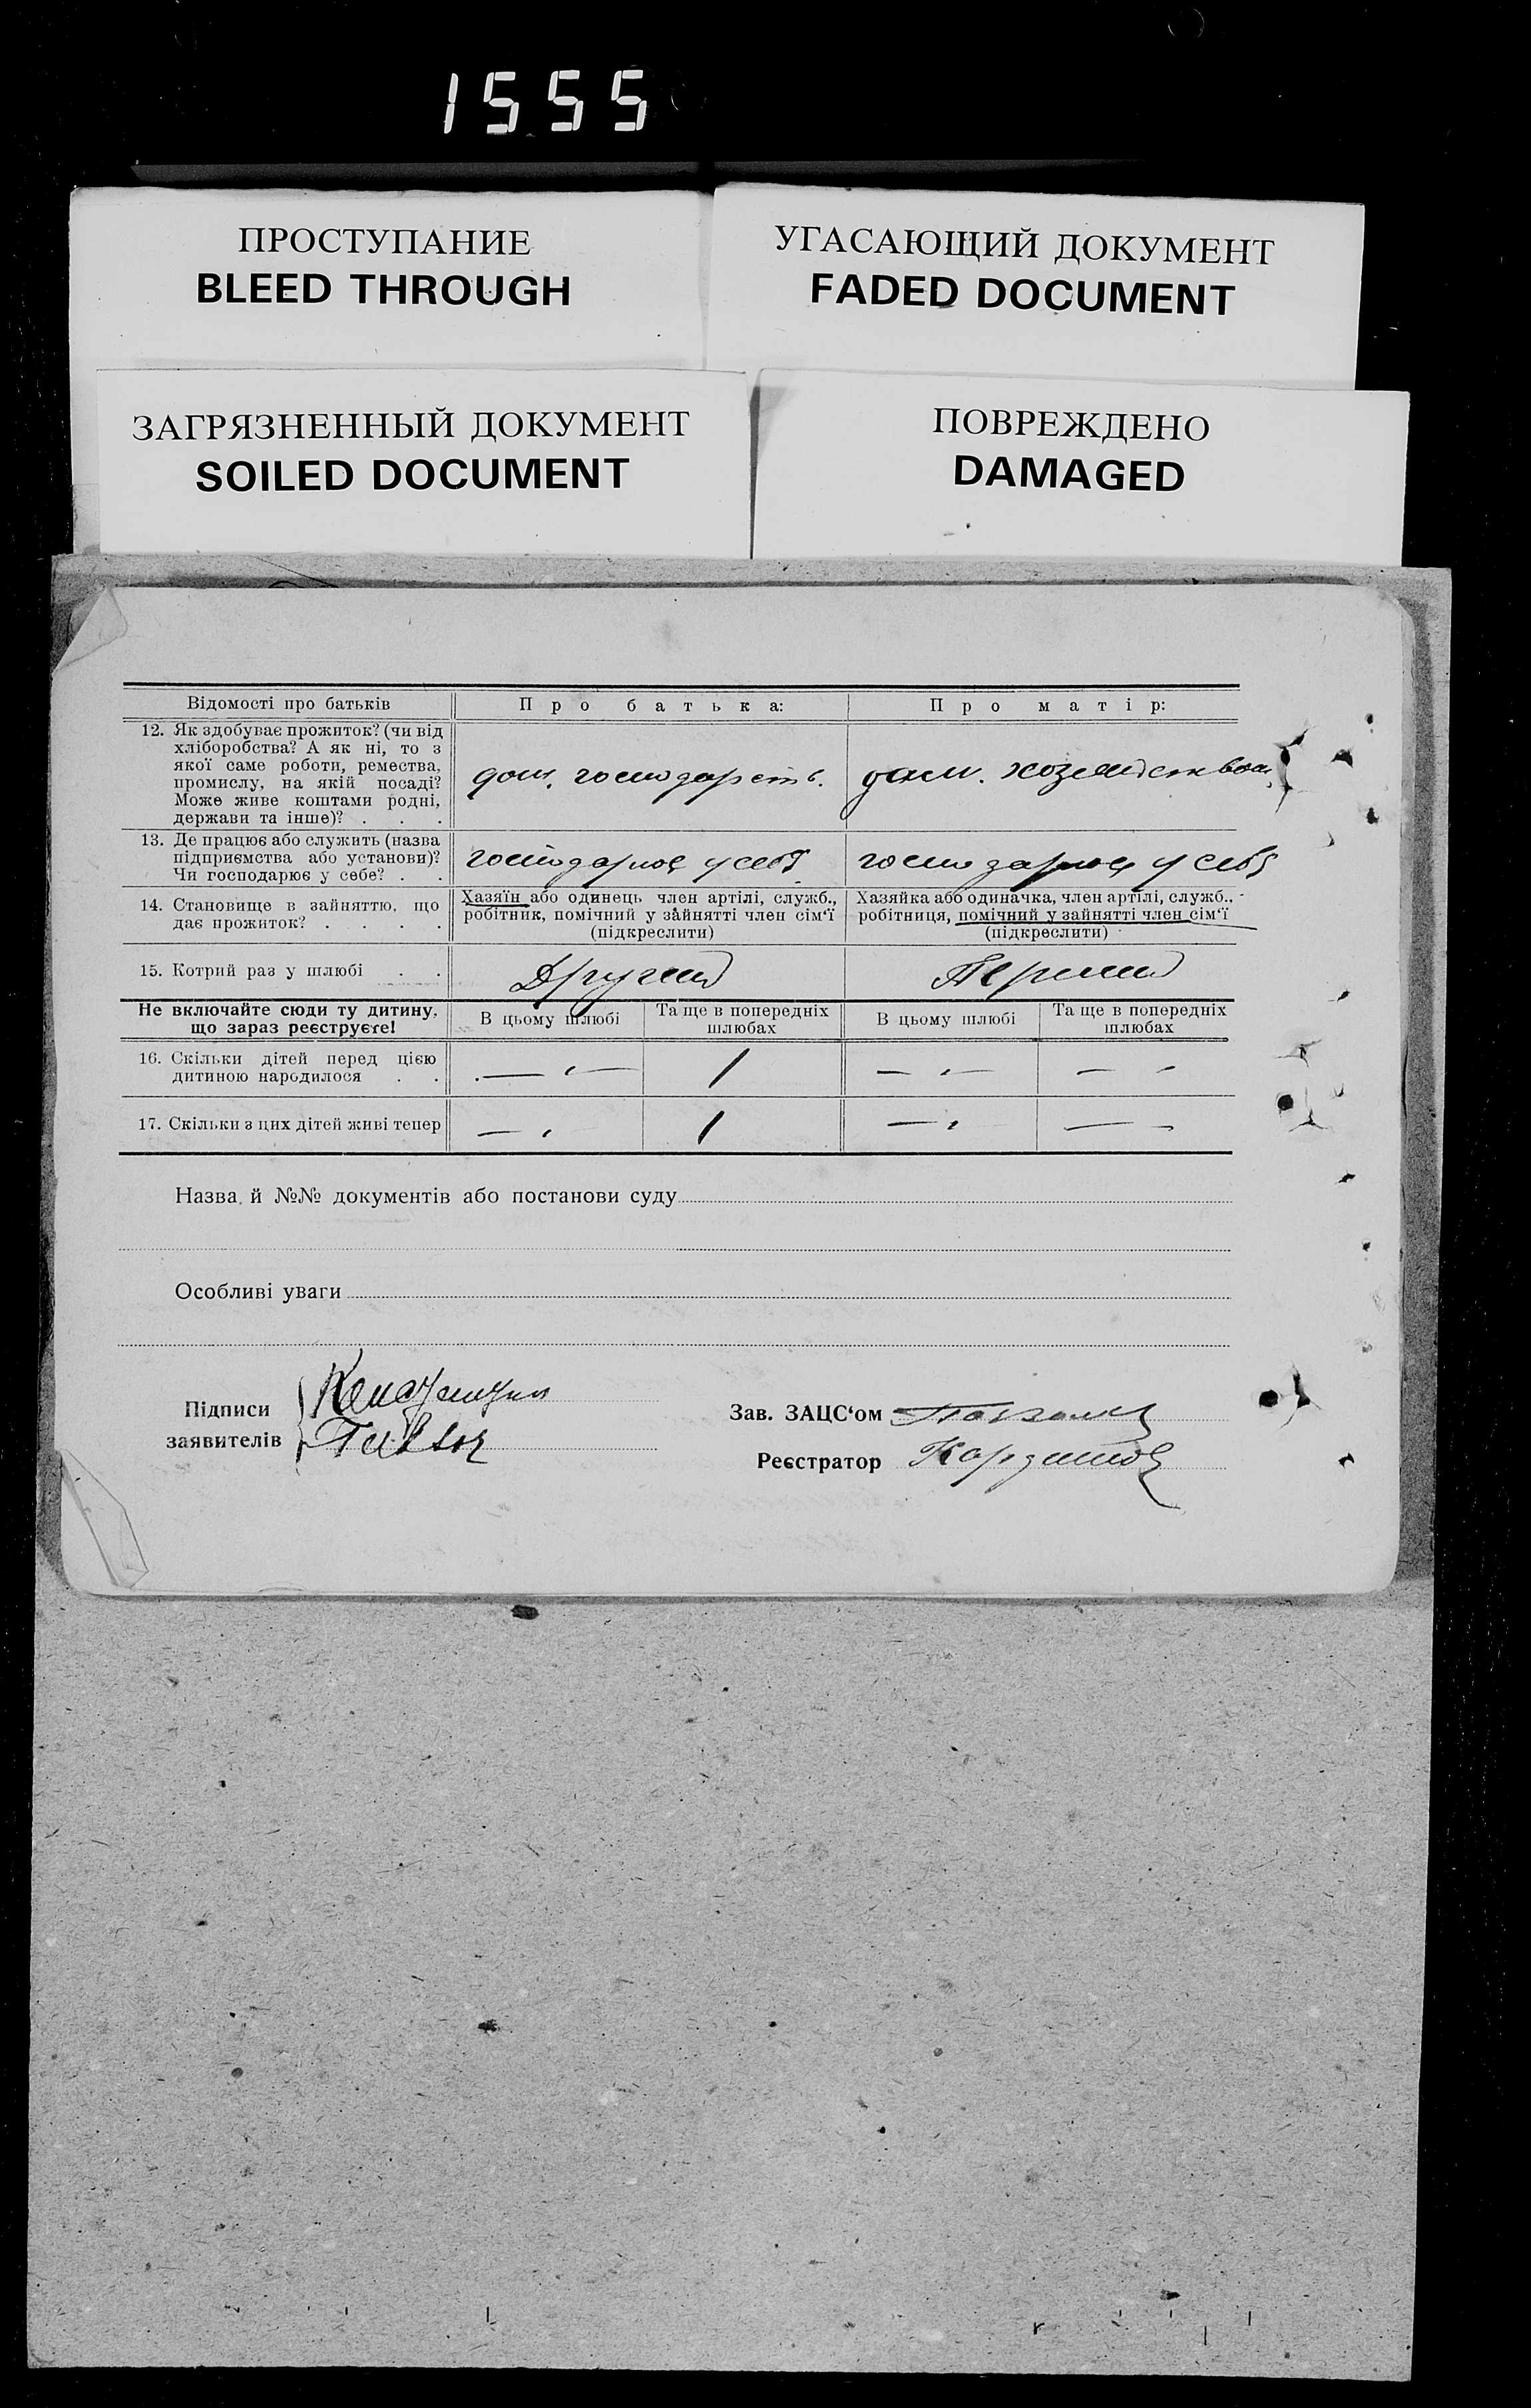 1555
ПРОСТУПАНИЕ
BLEED THROUGH
УГАСАЮЩИЙ ДОКУМЕНТ
FADED DOCUMENT
ЗАГРЯЗНЕННЫЙ ДОКУМЕНТ
SOILED DOCUMENT
ПОВРЕЖДЕНО
DAMAGED
Відомості про батьків
Про батька:
Про матір:
12. Як здобуває прожиток? (чи від
хліборобства? А як ні, то з
якої саме роботи, ремества,
промислу, на якій посаді?
Може живе коштами родні,
держави та інше)? . . .
дом. господарств.
дом. хозяйством
13. Де працює або служить (назва
підприємства або установи)?
Чи господарює у себе? . .
господарює у себе
господарює у себе
14. Становище в зайняттю, що
дає прожиток? . . . .
Хазяїн або одинець член артілі, служб.,
робітник, помічний у зайнятті член сім‘ї
(підкреслити)
Хазяйка або одиначка, член артілі, служб..
робітниця, помічний у зайнятті член сім‘ї
(підкреслити)
15. Котрий раз у шлюбі . .
Другий
Перший
Не включайте сюди ту дитину,
що зараз реєструєте!
В цьому шлюбі
Та ще в попередніх
шлюбах
В цьому шлюбі
Та ще в попередніх
шлюбах
16. Скільки дітей перед цією
дитиною народилося . .
— —
1
— —
— —
17. Скільки з цих дітей живі тепер
—
1
—
— —
Назва й №№ документів або постанови суду
Особливі уваги
Підписи
заявителів
Зав. ЗАЦС‘ом
Реєстратор